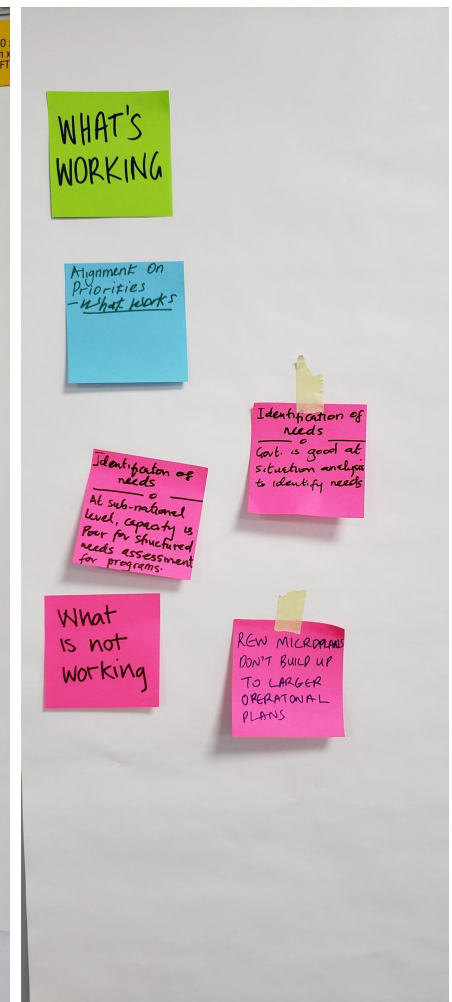 WHAT'S
WORKING
Alignment On
Priorities
- What works
Identification of
needs
Govt. is good at
situation analysis
to identify needs
Identification of
needs
At sub-national
level, capacity is
Poor for structured
needs assessment
for programs.
What
is not
working
REW MICROPLANS
DON'T BUILD UP
TO LARGER
OPERATONAL
PLANS